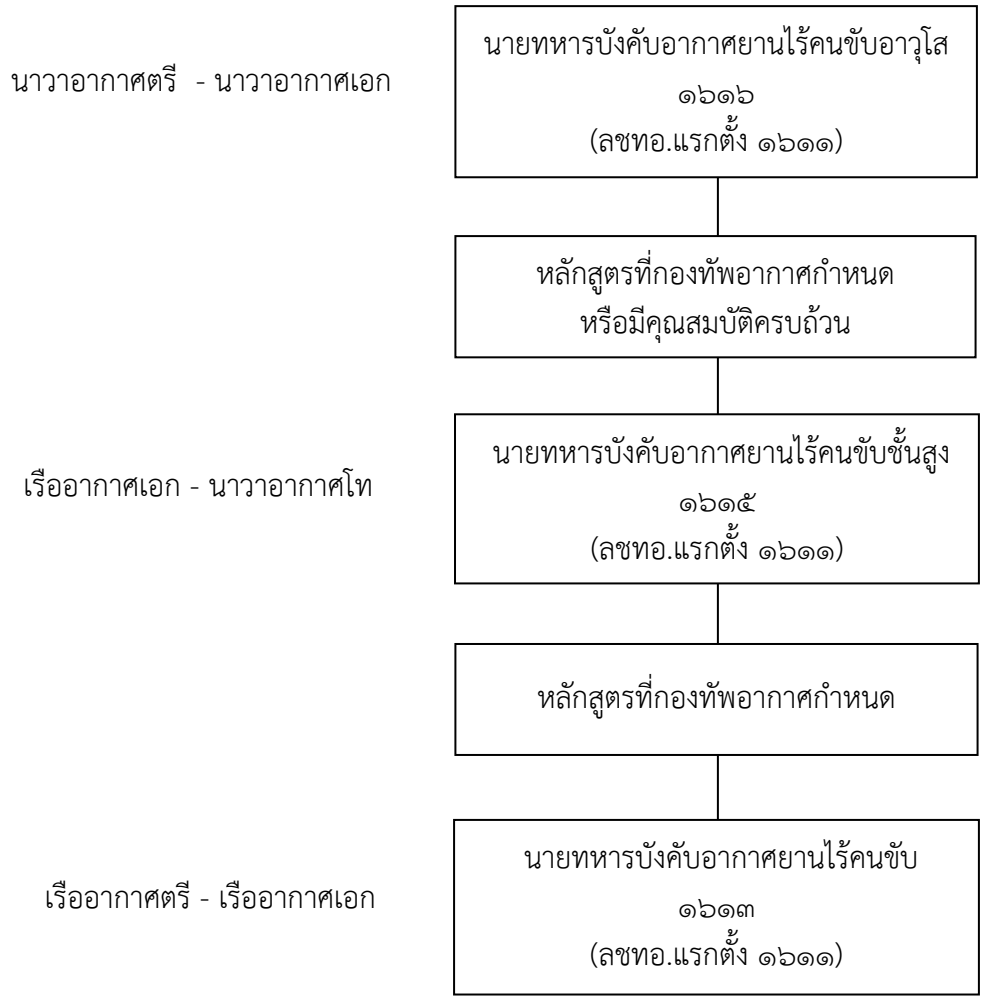 นายทหารบังคับอากาศยานไร้คนขับอาวุโส
นาวาอากาศตรี - นาวาอากาศเอก
๑๖๑๖
(ลชทอ.แรกตั้ง ๑๖๑๑)
หลักสูตรที่กองทัพอากาศกำหนด
หรือมีคุณสมบัติครบถ้วน
นายทหารบังคับอากาศยานไร้คนขับชั้นสูง
เรืออากาศเอก - นาวาอากาศโท
๑๖๑๕
(ลชทอ.แรกตั้ง ๑๖๑๑)
หลักสูตรที่กองทัพอากาศกำหนด
นายทหารบังคับอากาศยานไร้คนขับ
เรืออากาศตรี - เรืออากาศเอก
๑๖๑๓
(ลชทอ.แรกตั้ง ๑๖๑๑)